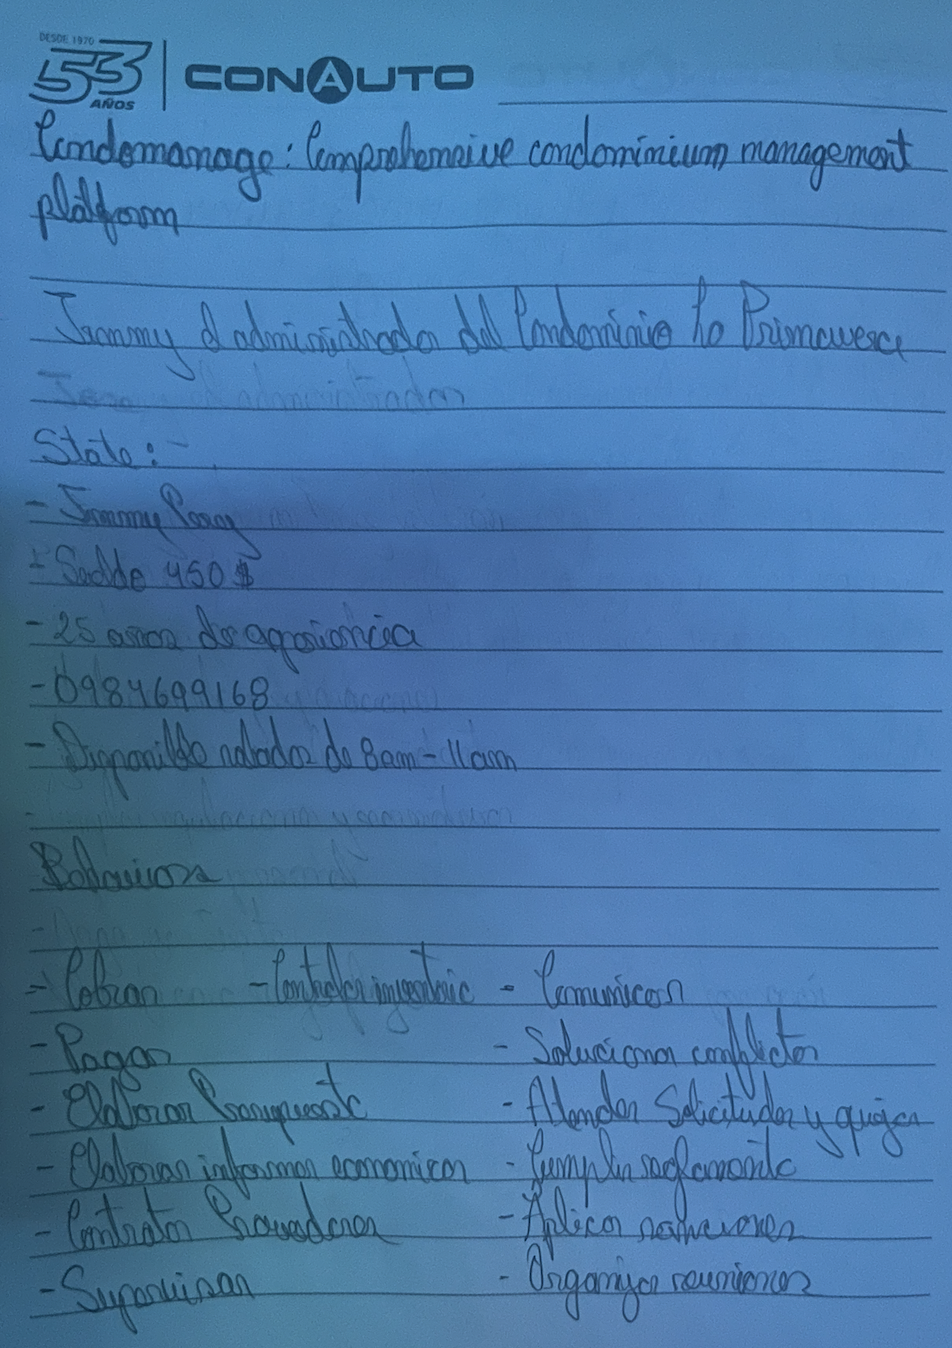 DESDE 1970
53 AÑOS
CONAUTO
Condomanage: Comprehensive condominium management
platform
Jimmy el administrador del Condominio La Primavera
State:
- Jimmy
- Saldo 450 $
- 25 años de experiencia
- 0984699168
- Disponible sabados de 8am - 11am
Behaviors
- Cobrar - Controlar inventario - Comunicar
- Pagar - Solucionar conflictos
- Elaborar Presupuesto - Atender Solicitudes y quejas
- Elaborar informes economicos - Cumplir reglamento
- Contratar Proveedores - Aplicar sanciones
- Supervisar - Organizar reuniones